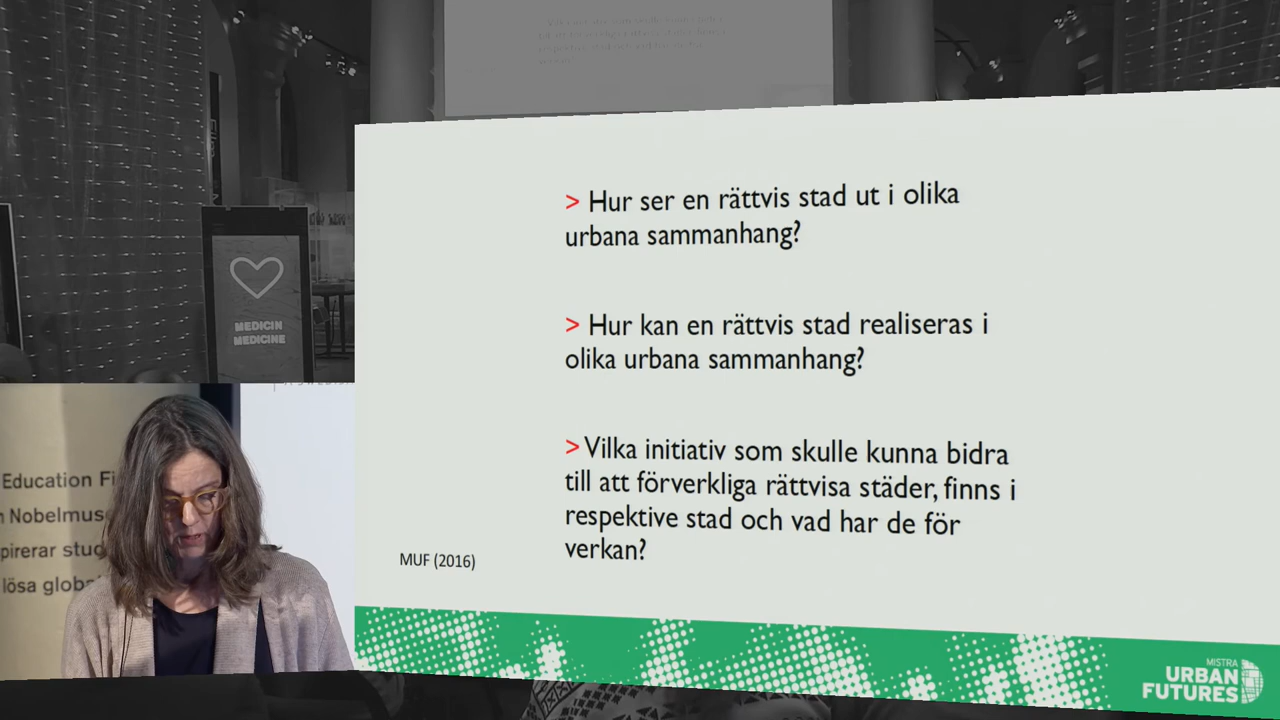 MEDICIN
MEDICINE
Education Fi
Nobelmus
pirerar stud
lösa globa
> Hur ser en rättvis stad ut i olika
urbana sammanhang?
> Hur kan en rättvis stad realiseras i
olika urbana sammanhang?
> Vilka initiativ som skulle kunna bidra
till att förverkliga rättvisa städer, finns i
respektive stad och vad har de för
verkan?
MUF (2016)
MISTRA
URBAN
FUTURES